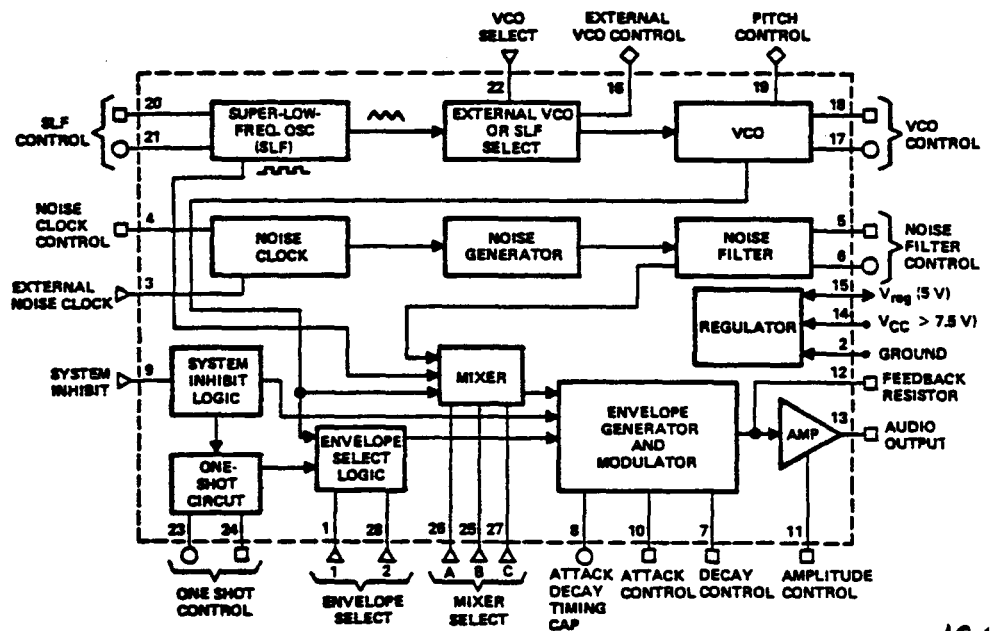 VCO
SELECT
EXTERNAL
VCO CONTROL
PITCH
CONTROL
22
16
19
SLF
CONTROL
20
21
SUPER-LOW-
FREQ. OSC
(SLF)
EXTERNAL VCO
OR SLF
SELECT
VCO
18
17
VCO
CONTROL
NOISE
CLOCK
CONTROL
4
NOISE
CLOCK
NOISE
GENERATOR
NOISE
FILTER
5
6
NOISE
FILTER
CONTROL
EXTERNAL
NOISE CLOCK
3
REGULATOR
15
Vreg (5 V)
14
VCC > 7.5 V)
2
GROUND
SYSTEM
INHIBIT
9
SYSTEM
INHIBIT
LOGIC
MIXER
12
FEEDBACK
RESISTOR
ENVELOPE
GENERATOR
AND
MODULATOR
AMP
13
AUDIO
OUTPUT
ONE-
SHOT
CIRCUT
ENVELOPE
SELECT
LOGIC
23
24
1
28
26
25
27
8
10
7
11
1
2
A
B
C
ONE SHOT
CONTROL
ENVELOPE
SELECT
MIXER
SELECT
ATTACK
DECAY
TIMING
CAP
ATTACK
CONTROL
DECAY
CONTROL
AMPLITUDE
CONTROL